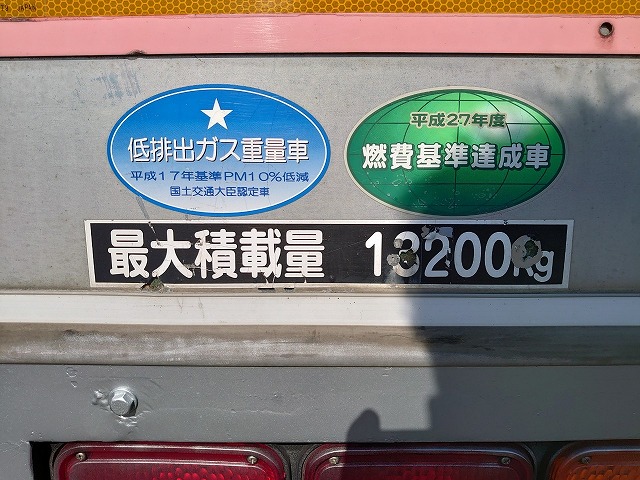 低排出ガス重量車
平成17年基準PM10%低減
国土交通大臣認定車
平成27年度
燃費基準達成車
最大積載量 13200kg